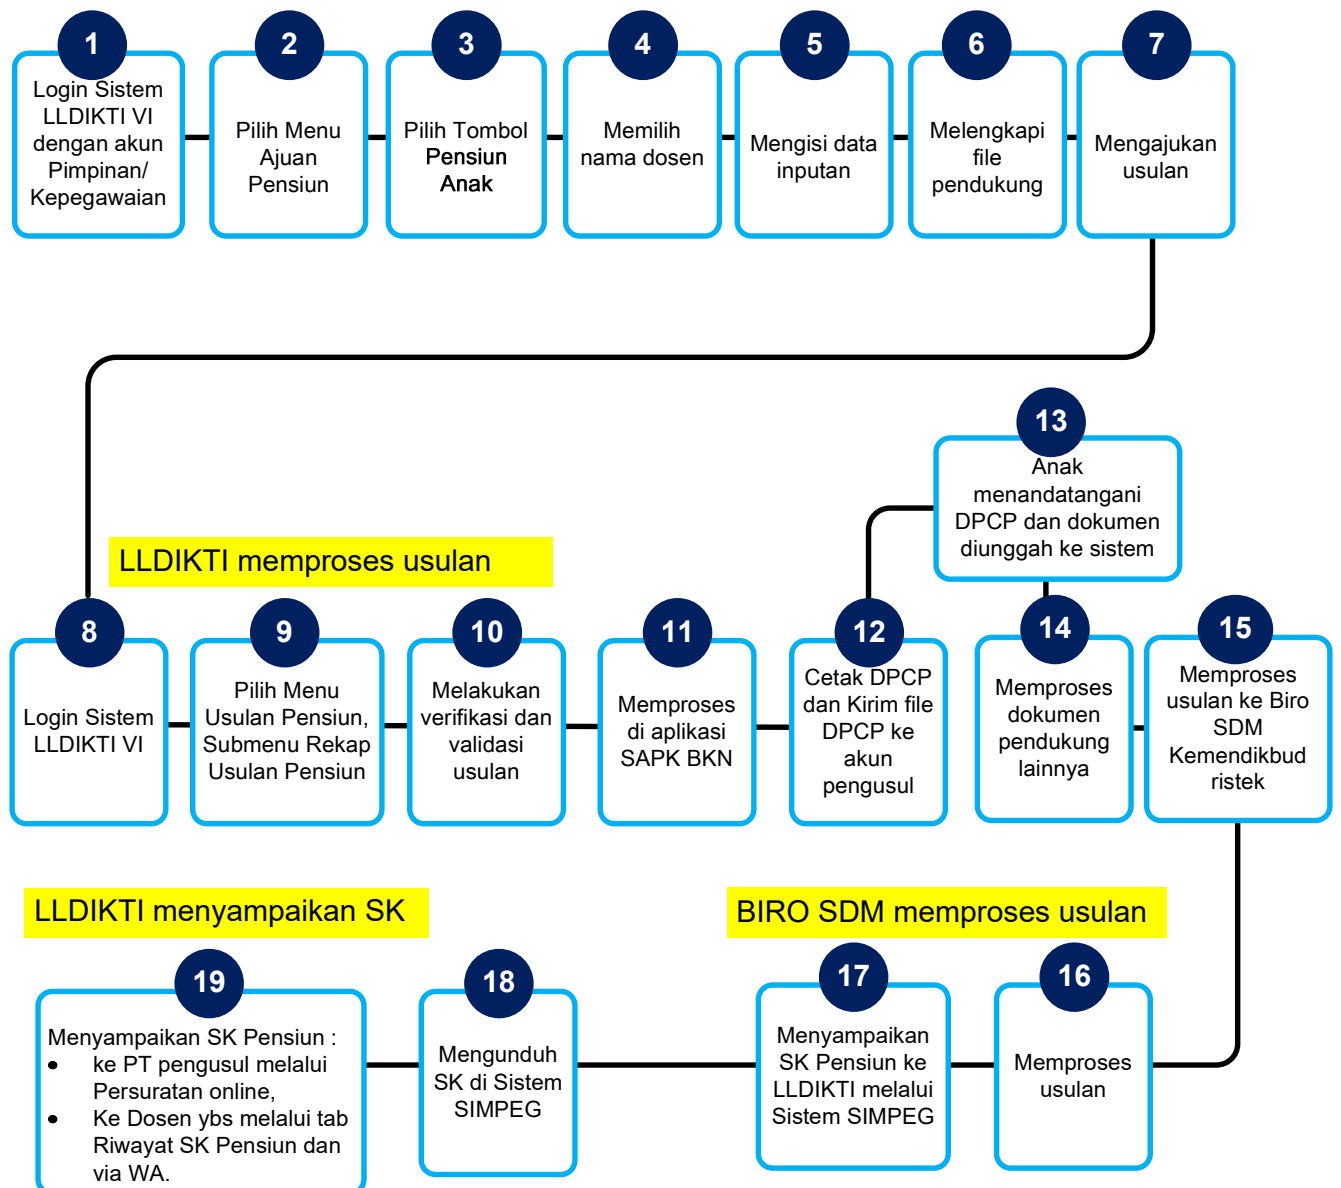 1
Login Sistem
LLDIKTI VI
dengan akun
Pimpinan/
Kepegawaian
2
Pilih Menu
Ajuan
Pensiun
3
Pilih Tombol
Pensiun
Anak
4
Memilih
nama dosen
5
Mengisi data
inputan
6
Melengkapi
file
pendukung
7
Mengajukan
usulan
LLDIKTI memproses usulan
8
Login Sistem
LLDIKTI VI
9
Pilih Menu
Usulan Pensiun,
Submenu Rekap
Usulan Pensiun
10
Melakukan
verifikasi dan
validasi
usulan
11
Memproses
di aplikasi
SAPK BKN
12
Cetak DPCP
dan Kirim file
DPCP ke
akun
pengusul
13
Anak
menandatangani
DPCP dan dokumen
diunggah ke sistem
14
Memproses
dokumen
pendukung
lainnya
15
Memproses
usulan ke Biro
SDM
Kemendikbud
ristek
BIRO SDM memproses usulan
16
Memproses
usulan
17
Menyampaikan
SK Pensiun ke
LLDIKTI melalui
Sistem SIMPEG
LLDIKTI menyampaikan SK
18
Mengunduh
SK di Sistem
SIMPEG
19
Menyampaikan SK Pensiun :
• ke PT pengusul melalui
Persuratan online,
• Ke Dosen ybs melalui tab
Riwayat SK Pensiun dan
via WA.